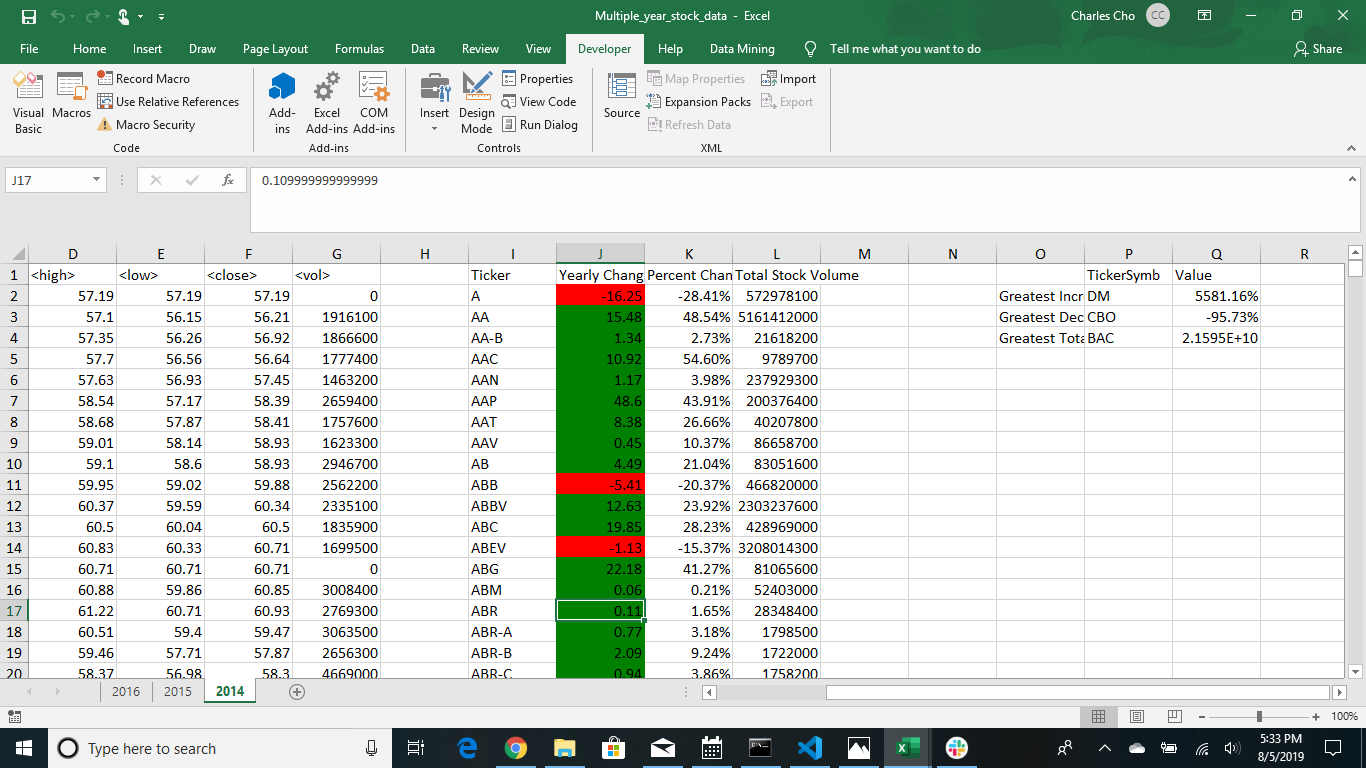 Multiple_year_stock_data - Excel
Charles Cho CC
File Home Insert Draw Page Layout Formulas Data Review View Developer Help Data Mining Tell me what you want to do Share
Visual Basic
Macros
Record Macro
Use Relative References
Macro Security
Code
Add-ins
Excel Add-ins
COM Add-ins
Add-ins
Insert
Design Mode
Properties
View Code
Run Dialog
Controls
Source
Map Properties
Expansion Packs
Refresh Data
Import
Export
XML
J17 fx 0.109999999999999
D E F G H I J K L M N O P Q R
1 <high> <low> <close> <vol> Ticker Yearly Chang Percent Chan Total Stock Volume TickerSymb Value
2 57.19 57.19 57.19 0 A -16.25 -28.41% 572978100 Greatest Incr DM 5581.16%
3 57.1 56.15 56.21 1916100 AA 15.48 48.54% 5161412000 Greatest Dec CBO -95.73%
4 57.35 56.26 56.92 1866600 AA-B 1.34 2.73% 21618200 Greatest Tota BAC 2.1595E+10
5 57.7 56.56 56.64 1777400 AAC 10.92 54.60% 9789700
6 57.63 56.93 57.45 1463200 AAN 1.17 3.98% 237929300
7 58.54 57.17 58.39 2659400 AAP 48.6 43.91% 200376400
8 58.68 57.87 58.41 1757600 AAT 8.38 26.66% 40207800
9 59.01 58.14 58.93 1623300 AAV 0.45 10.37% 86658700
10 59.1 58.6 58.93 2946700 AB 4.49 21.04% 83051600
11 59.95 59.02 59.88 2562200 ABB -5.41 -20.37% 466820000
12 60.37 59.59 60.34 2335100 ABBV 12.63 23.92% 2303237600
13 60.5 60.04 60.5 1835900 ABC 19.85 28.23% 428969000
14 60.83 60.33 60.71 1699500 ABEV -1.13 -15.37% 3208014300
15 60.71 60.71 60.71 0 ABG 22.18 41.27% 81065600
16 60.88 59.86 60.85 3008400 ABM 0.06 0.21% 52403000
17 61.22 60.71 60.93 2769300 ABR 0.11 1.65% 28348400
18 60.51 59.4 59.47 3063500 ABR-A 0.77 3.18% 1798500
19 59.46 57.71 57.87 2656300 ABR-B 2.09 9.24% 1722000
20 58.37 56.98 58.3 4669000 ABR-C 0.94 3.86% 1758200
2016 2015 2014
100%
Type here to search
5:33 PM
8/5/2019